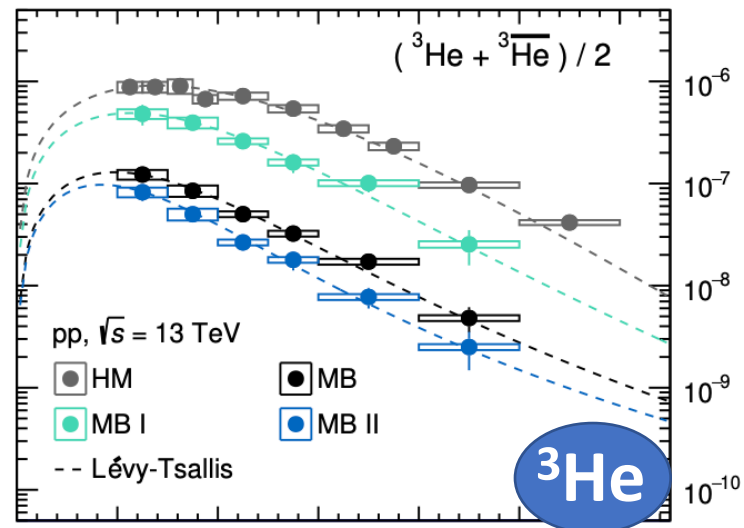 ( ³He + ³H̅e̅ ) / 2
10⁻⁶
10⁻⁷
10⁻⁸
pp, √s = 13 TeV
HM
MB
10⁻⁹
MB I
MB II
Lévy-Tsallis
³He
10⁻¹⁰